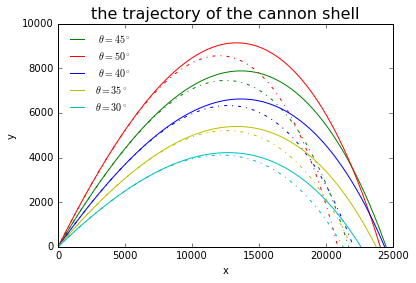 the trajectory of the cannon shell
10000
8000
6000
4000
2000
0
y
θ = 45°
θ = 50°
θ = 40°
θ = 35°
θ = 30°
0 5000 10000 15000 20000 25000
x